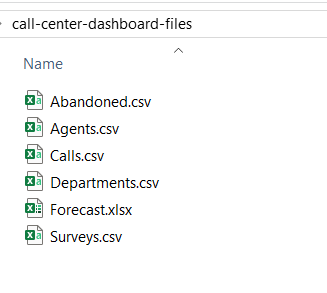 call-center-dashboard-files
Name
Abandoned.csv
Agents.csv
Calls.csv
Departments.csv
Forecast.xlsx
Surveys.csv